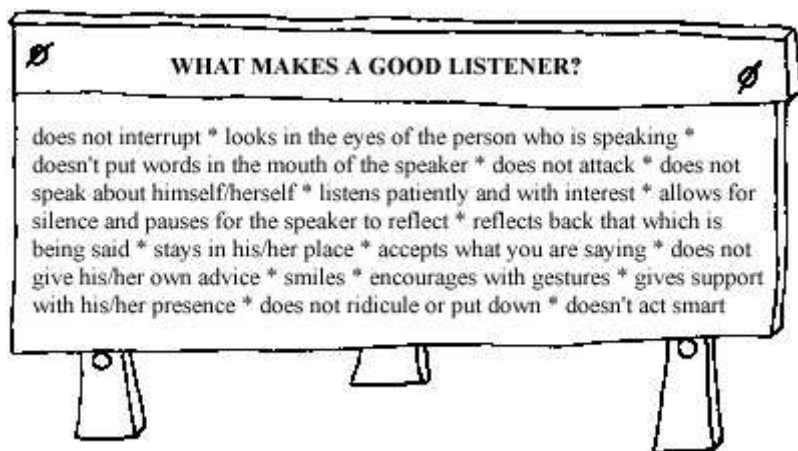 WHAT MAKES A GOOD LISTENER?
does not interrupt * looks in the eyes of the person who is speaking *
doesn't put words in the mouth of the speaker * does not attack * does not
speak about himself/herself * listens patiently and with interest * allows for
silence and pauses for the speaker to reflect * reflects back that which is
being said * stays in his/her place * accepts what you are saying * does not
give his/her own advice * smiles * encourages with gestures * gives support
with his/her presence * does not ridicule or put down * doesn't act smart